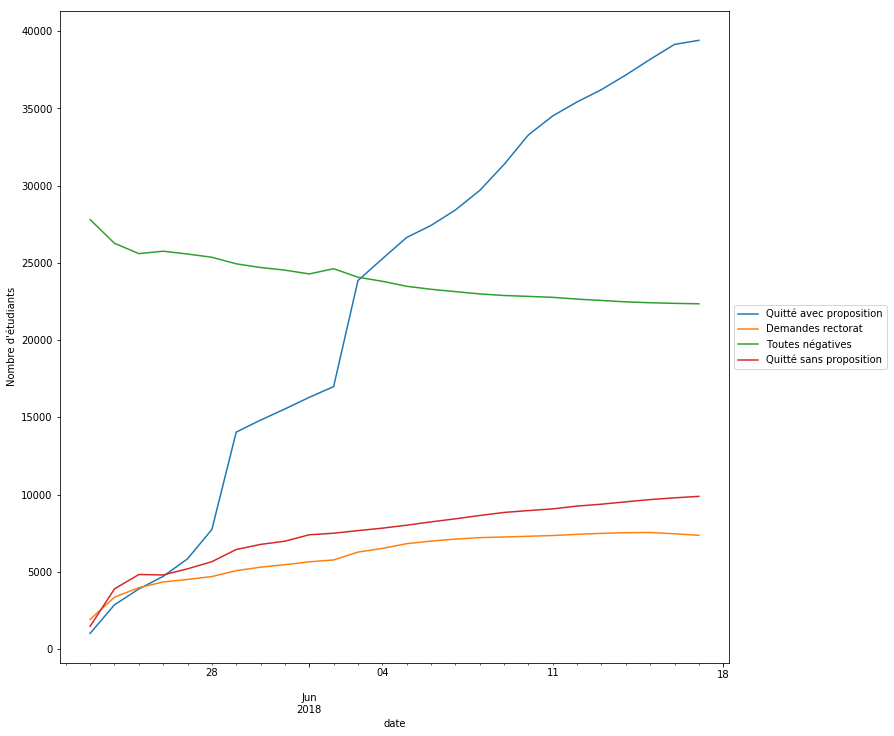 40000
35000
30000
25000
20000
15000
10000
5000
0
Nombre d'étudiants
28
04
11
18
Jun
2018
date
Quitté avec proposition
Demandes rectorat
Toutes négatives
Quitté sans proposition